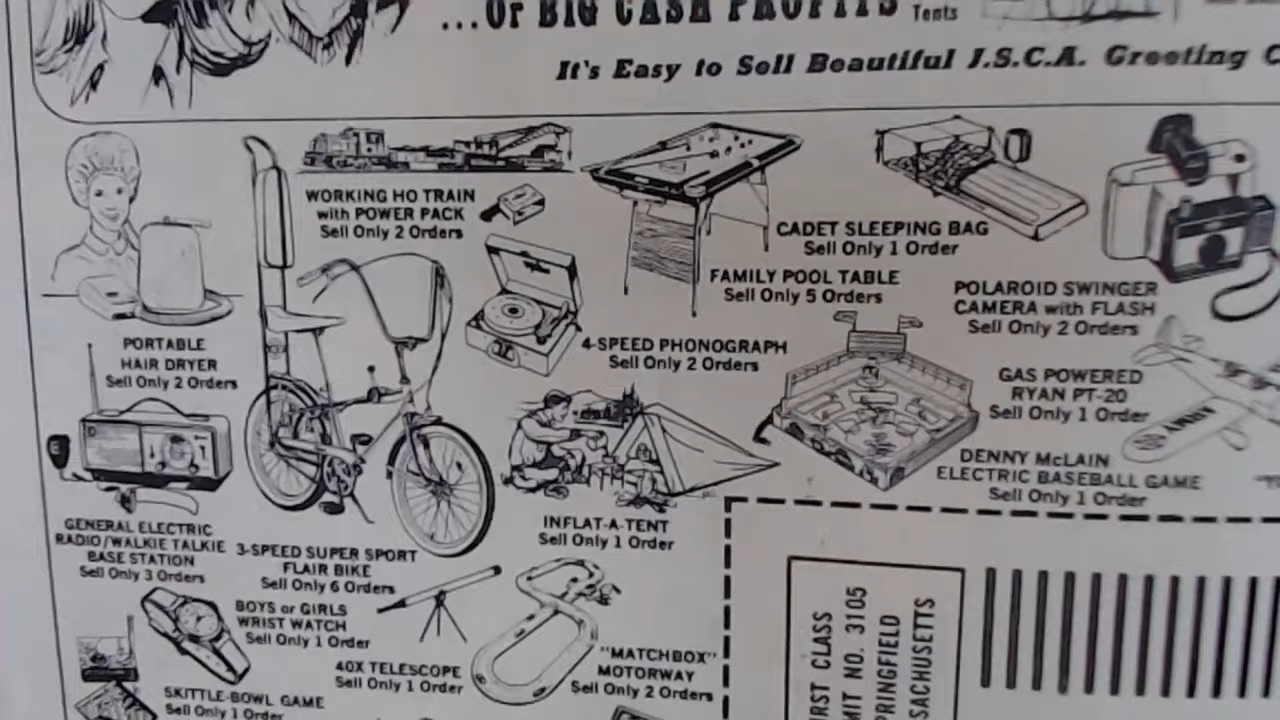 ...Or BIG CASH PROFITS
Tents
It's Easy to Sell Beautiful J.S.C.A. Greeting C
WORKING HO TRAIN
with POWER PACK
Sell Only 2 Orders
CADET SLEEPING BAG
Sell Only 1 Order
FAMILY POOL TABLE
Sell Only 5 Orders
POLAROID SWINGER
CAMERA with FLASH
Sell Only 2 Orders
PORTABLE
HAIR DRYER
Sell Only 2 Orders
4-SPEED PHONOGRAPH
Sell Only 2 Orders
GAS POWERED
RYAN PT-20
Sell Only 1 Order
ARMY
DENNY McLAIN
ELECTRIC BASEBALL GAME
Sell Only 1 Order
GENERAL ELECTRIC
RADIO/WALKIE TALKIE
BASE STATION
Sell Only 3 Orders
3-SPEED SUPER SPORT
FLAIR BIKE
Sell Only 6 Orders
INFLAT-A-TENT
Sell Only 1 Order
BOYS or GIRLS
WRIST WATCH
Sell Only 1 Order
40X TELESCOPE
Sell Only 1 Order
"MATCHBOX"
MOTORWAY
Sell Only 2 Orders
SKITTLE-BOWL GAME
Sell Only 1 Order
IRST CLASS
MIT NO. 3105
PRINGFIELD
SACHUSETTS